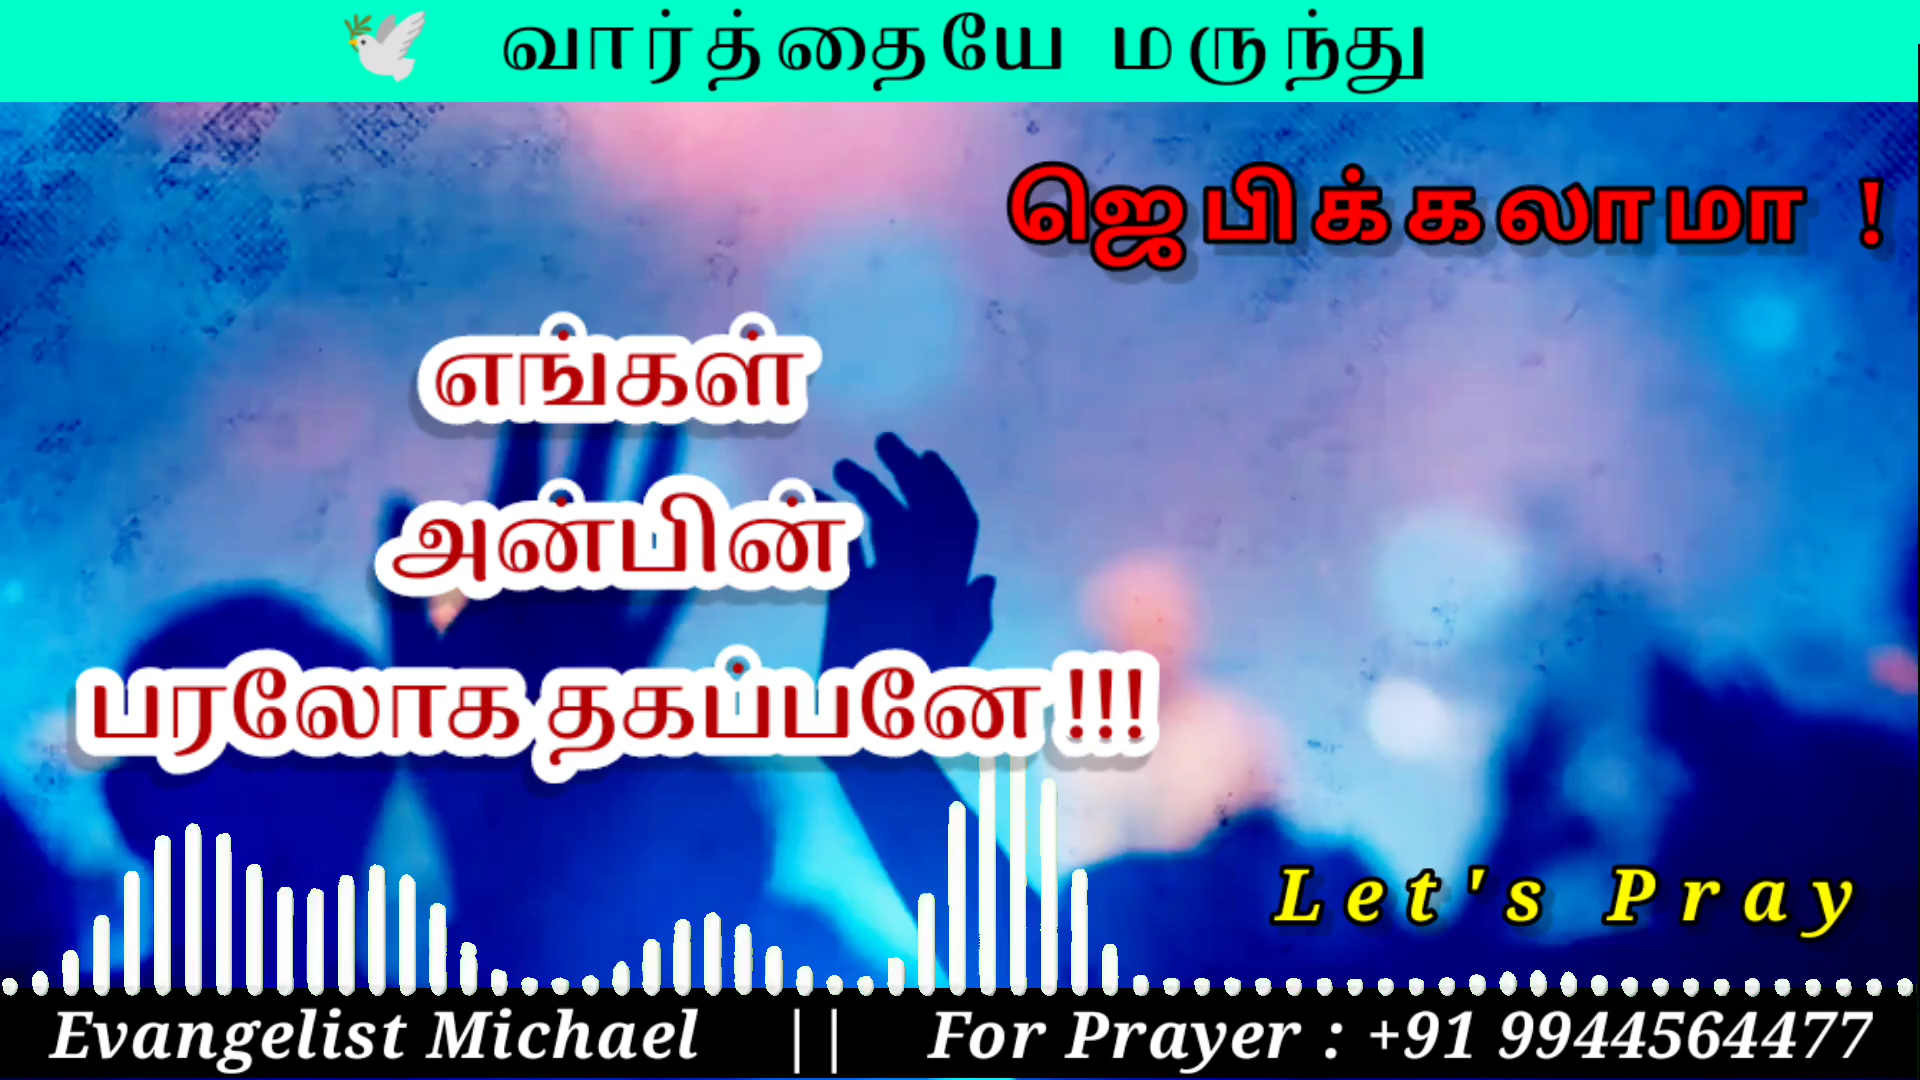 வார்த்தையே மருந்து
ஜெபிக்கலாமா !
எங்கள்
அன்பின்
பரலோக தகப்பனே !!!
Let's Pray
Evangelist Michael || For Prayer : +91 9944564477